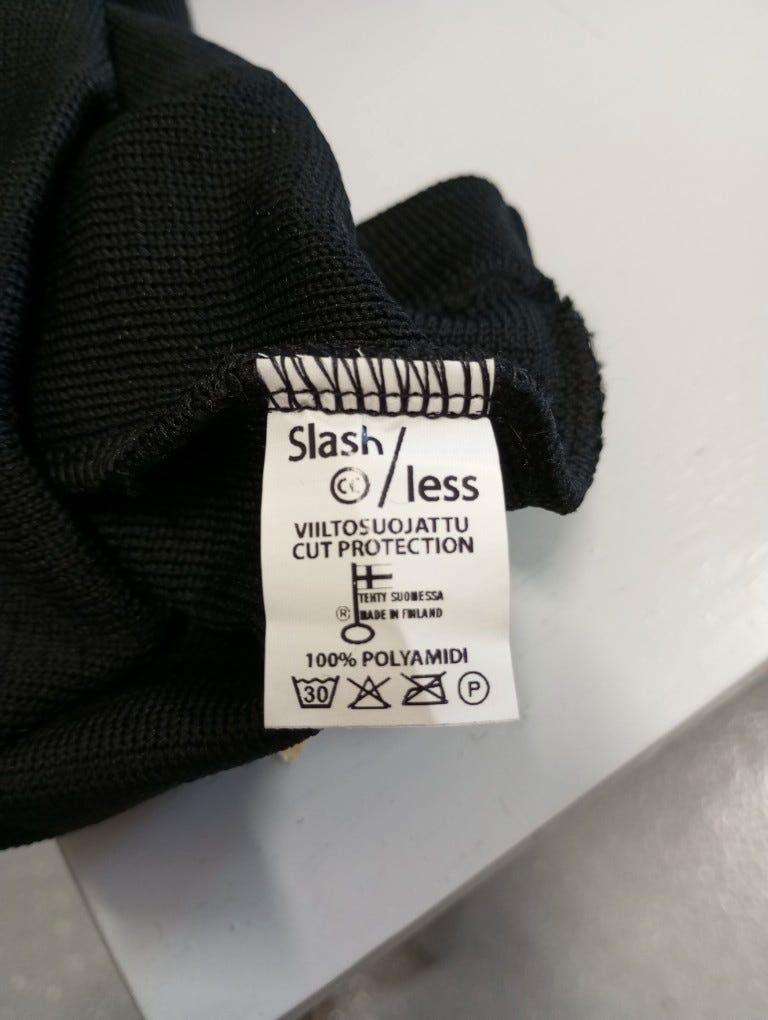 Slash/
©/less
VIILTOSUOJATTU
CUT PROTECTION
TEHTY SUOMESSA
® MADE IN FINLAND
100% POLYAMIDI
30 P